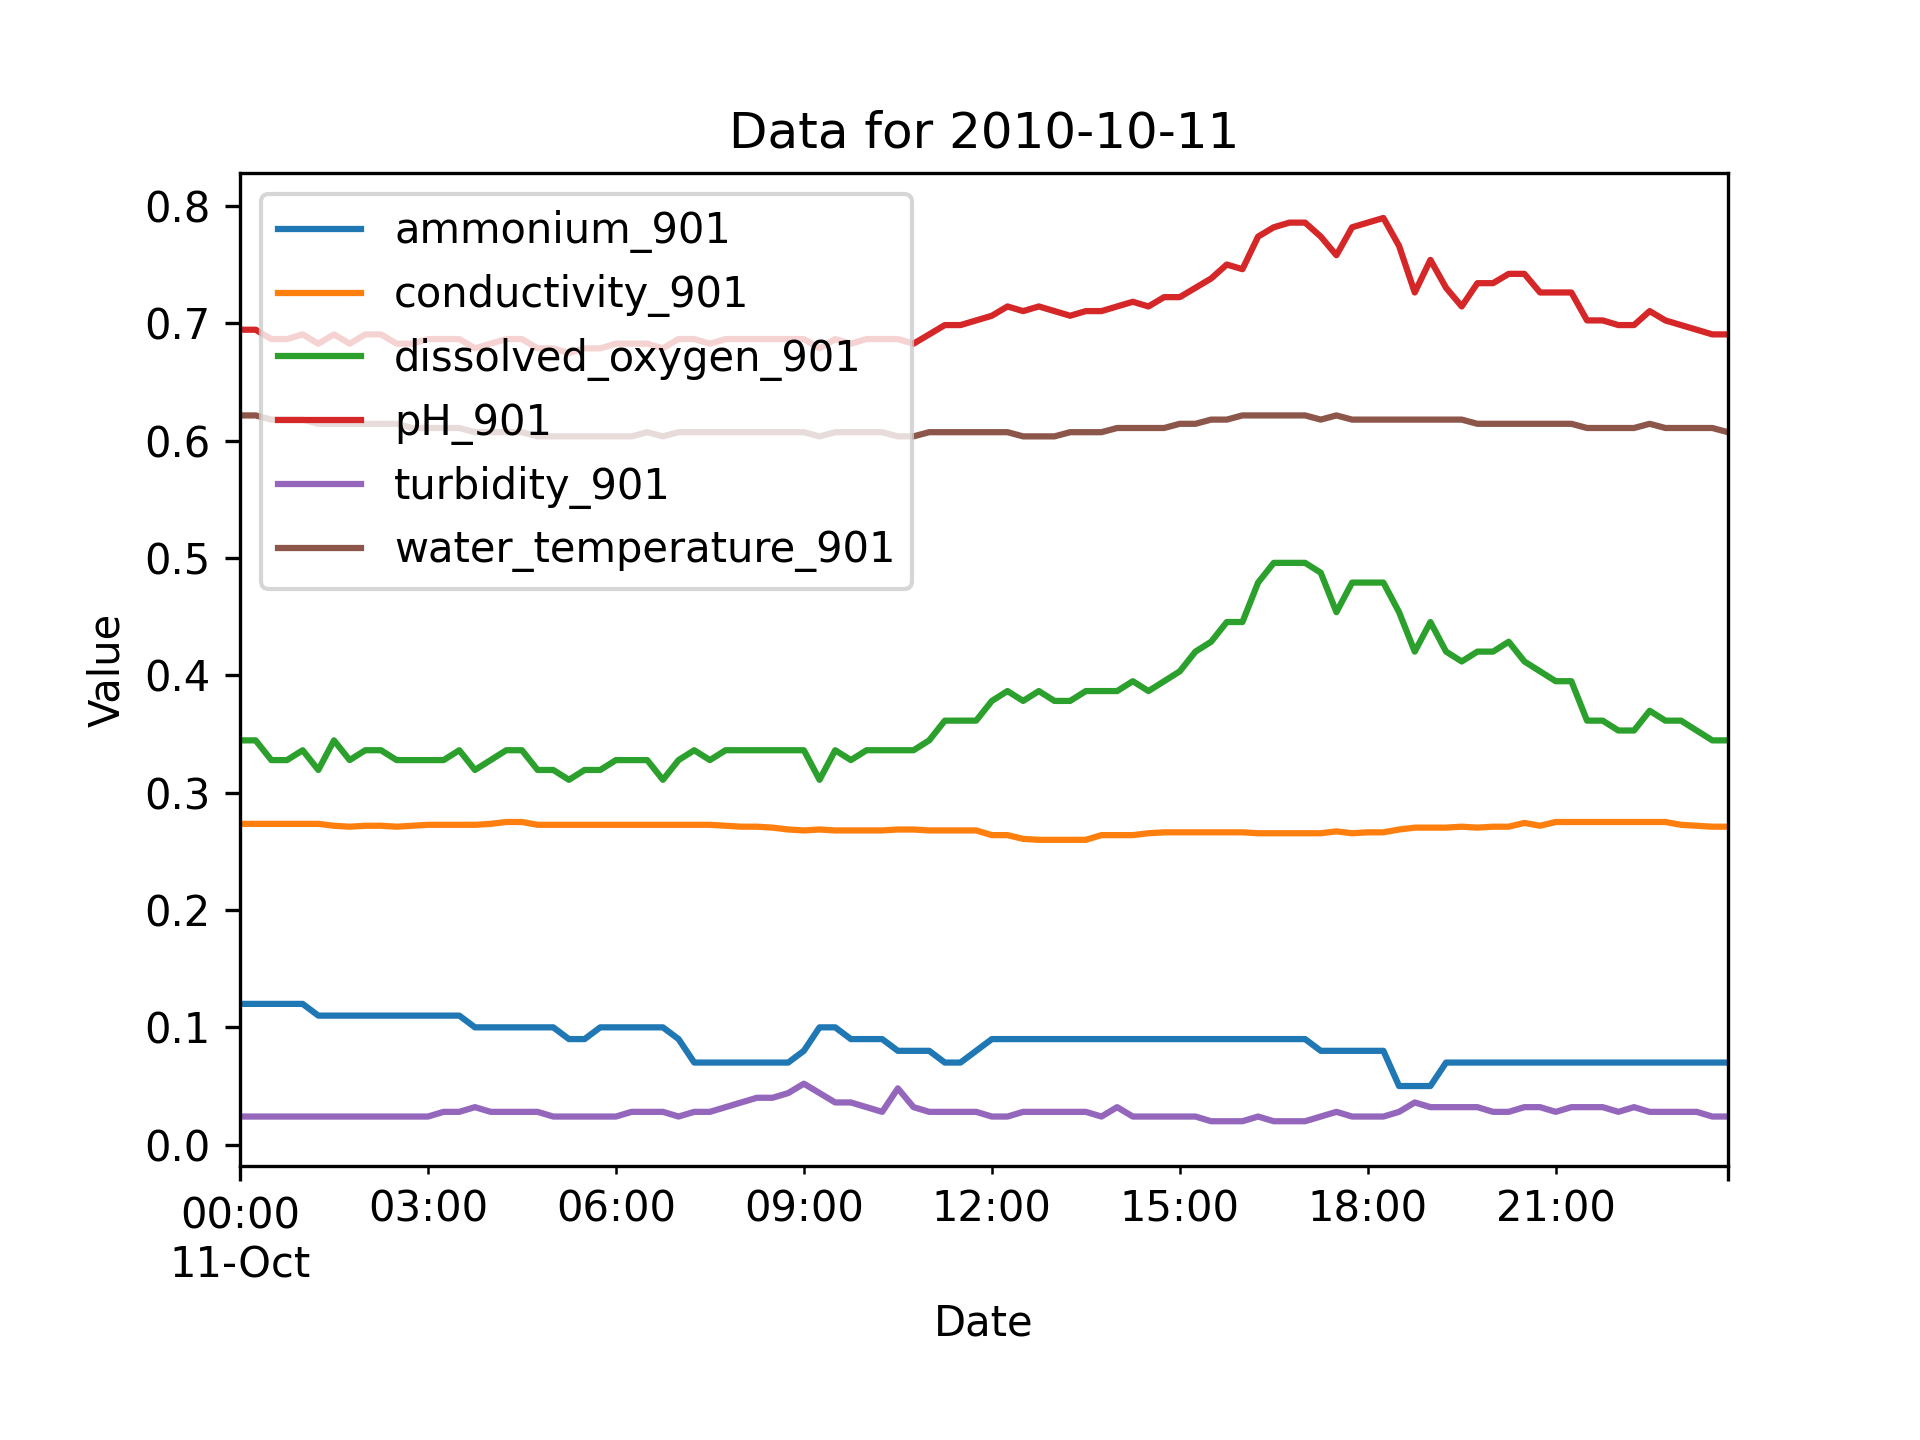 Data for 2010-10-11
0.8
0.7
0.6
0.5
0.4
0.3
0.2
0.1
0.0
Value
ammonium_901
conductivity_901
dissolved_oxygen_901
pH_901
turbidity_901
water_temperature_901
00:00 03:00 06:00 09:00 12:00 15:00 18:00 21:00
11-Oct
Date